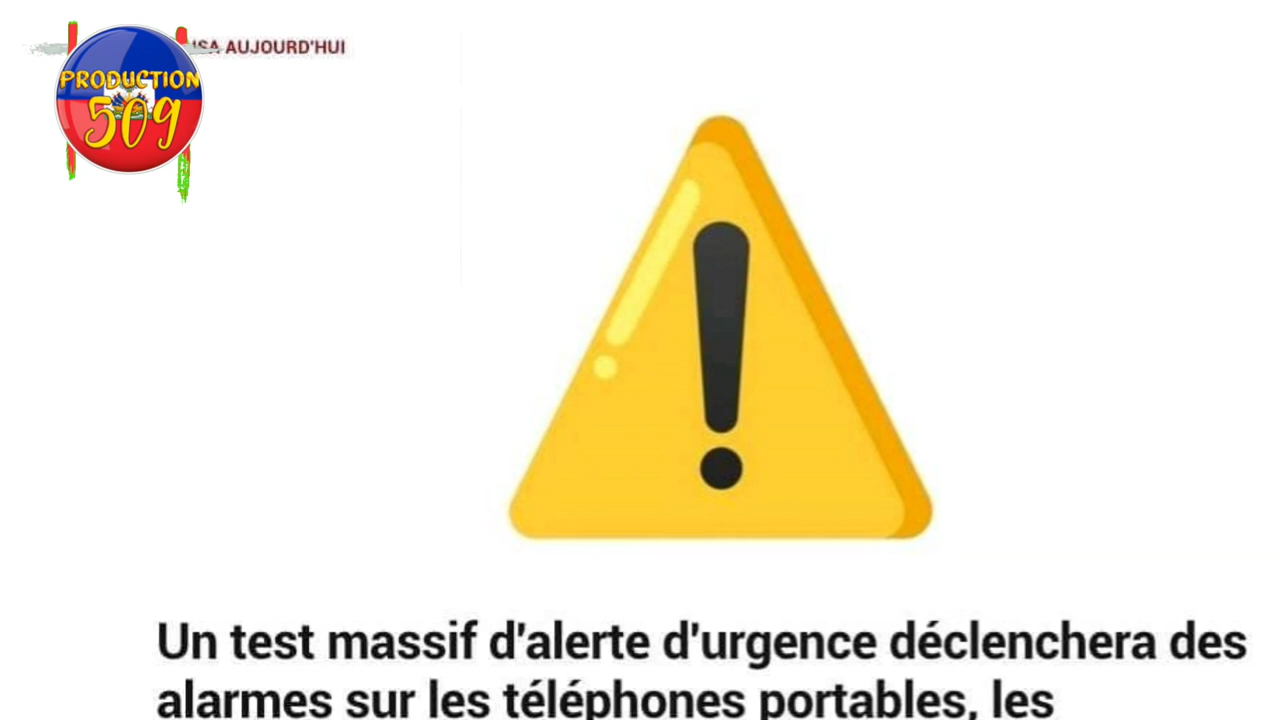 AUJOURD'HUI
PRODUCTION
509
Un test massif d'alerte d'urgence déclenchera des
alarmes sur les téléphones portables, les